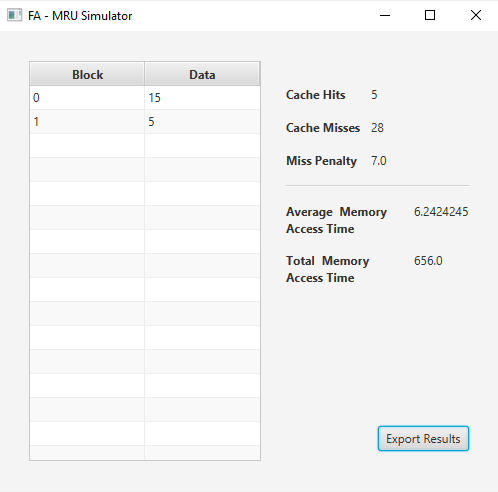 FA - MRU Simulator
Block Data
0 15
1 5
Cache Hits 5
Cache Misses 28
Miss Penalty 7.0
Average Memory 6.2424245
Access Time
Total Memory 656.0
Access Time
Export Results